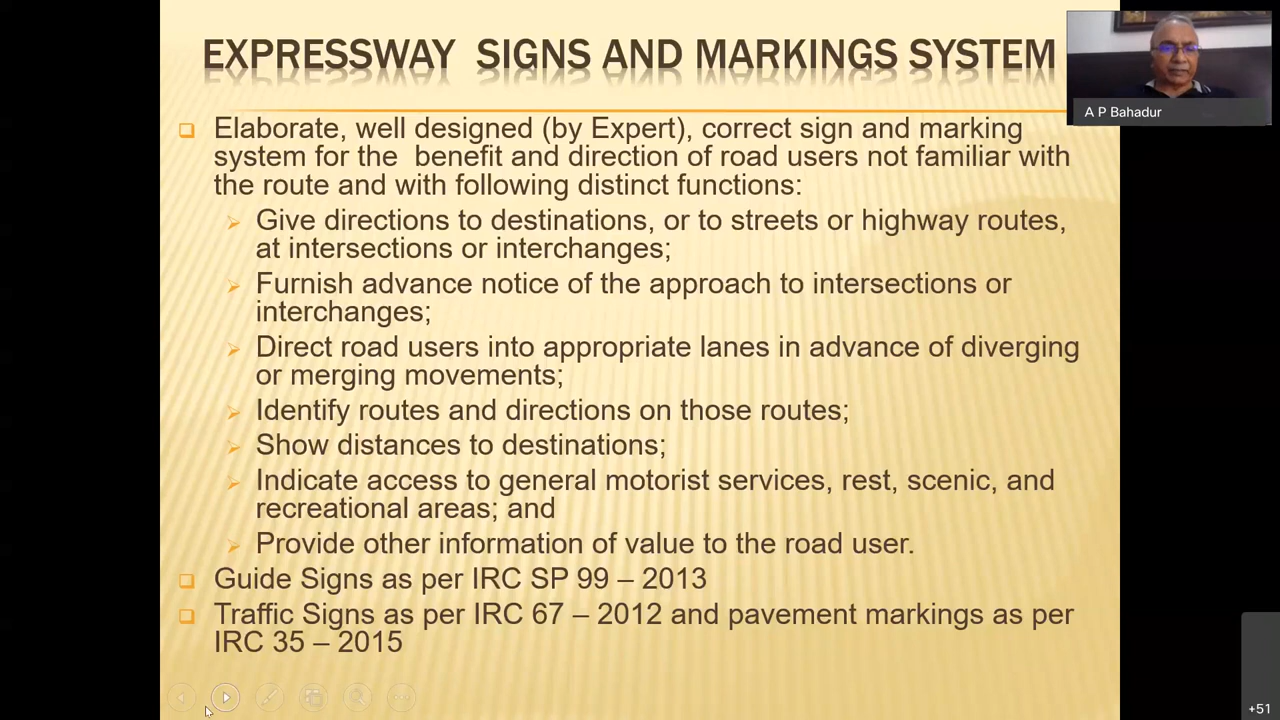 EXPRESSWAY SIGNS AND MARKINGS SYSTEM
A P Bahadur
Elaborate, well designed (by Expert), correct sign and marking
system for the benefit and direction of road users not familiar with
the route and with following distinct functions:
Give directions to destinations, or to streets or highway routes,
at intersections or interchanges;
Furnish advance notice of the approach to intersections or
interchanges;
Direct road users into appropriate lanes in advance of diverging
or merging movements;
Identify routes and directions on those routes;
Show distances to destinations;
Indicate access to general motorist services, rest, scenic, and
recreational areas; and
Provide other information of value to the road user.
Guide Signs as per IRC SP 99 – 2013
Traffic Signs as per IRC 67 – 2012 and pavement markings as per
IRC 35 – 2015
+51